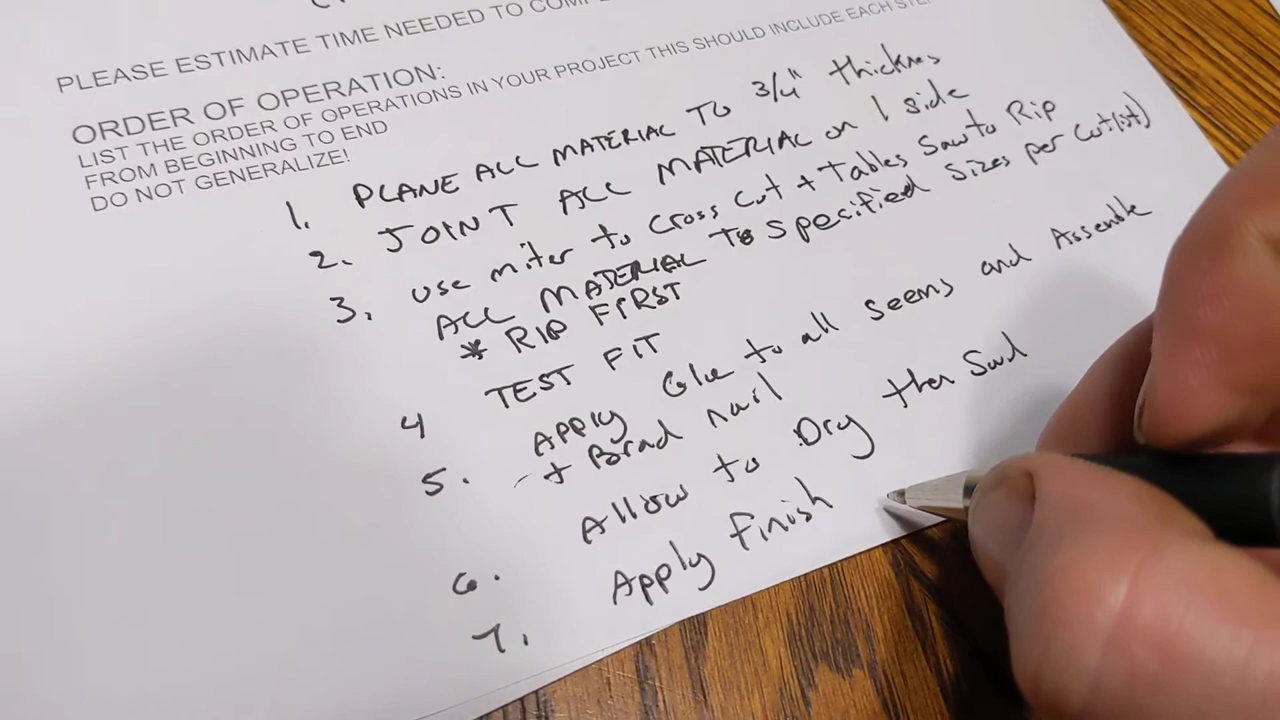 PLEASE ESTIMATE TIME NEEDED TO COMPLE
ORDER OF OPERATION:
LIST THE ORDER OF OPERATIONS IN YOUR PROJECT THIS SHOULD INCLUDE EACH STEP
FROM BEGINNING TO END
DO NOT GENERALIZE!
1. PLANE ALL MATERIAL TO 3/4" thicknes
2. JOINT ALL MATERIAL on 1 side
3. use miter to cross cut + tables saw to Rip
ALL MATERIAL TO specified sizes per cutlist)
* RIP FIRST
4 TEST FIT
5. APPly Glue to all seems and Assemble
+ Brad nail
6. Allow to Dry then Sand
7. Apply finish